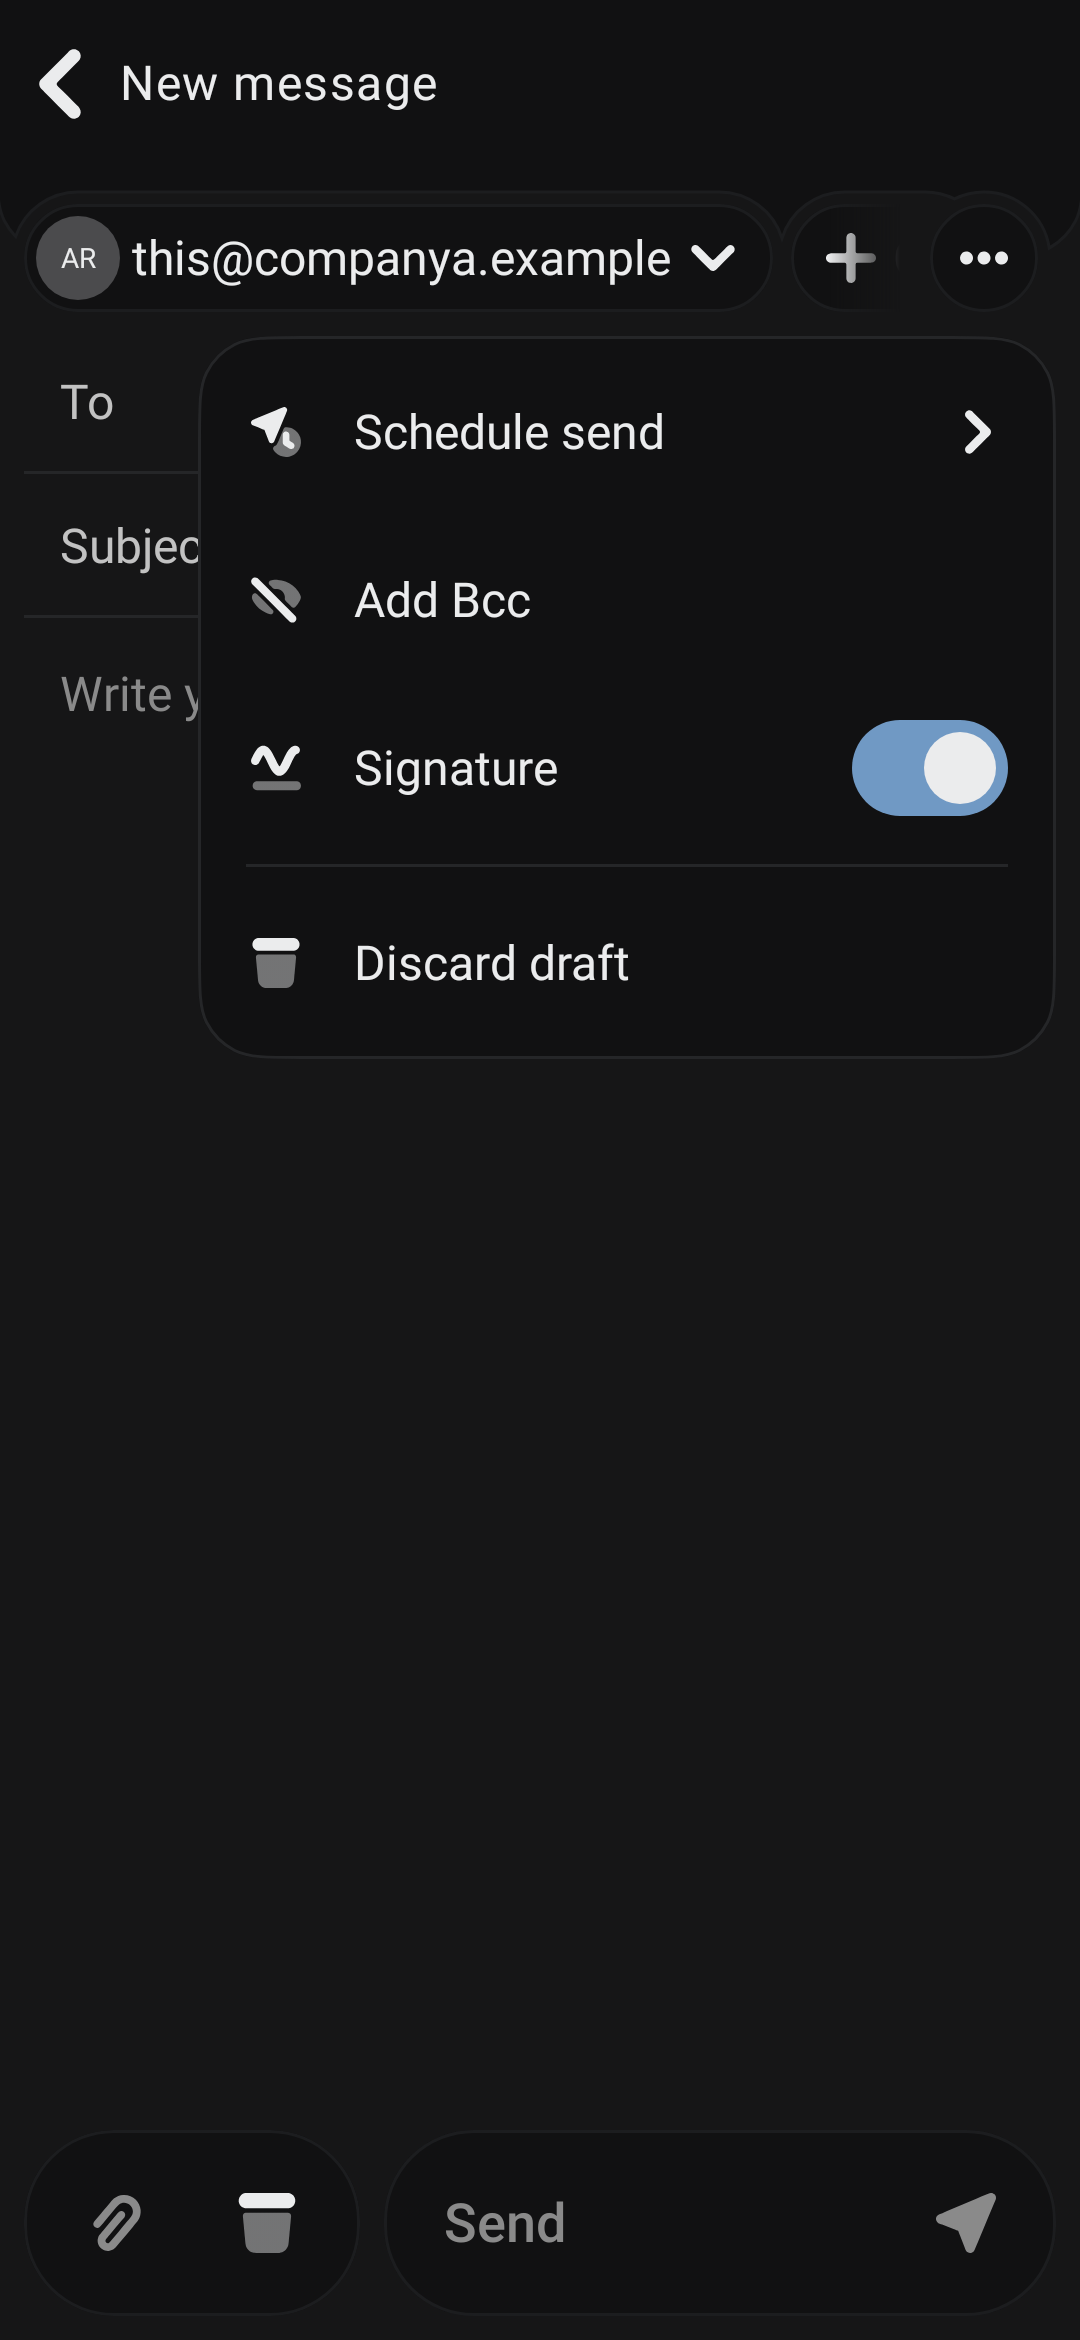 New message
AR this@companya.example
To
Schedule send
Subjec
Add Bcc
Write y
Signature
Discard draft
Send